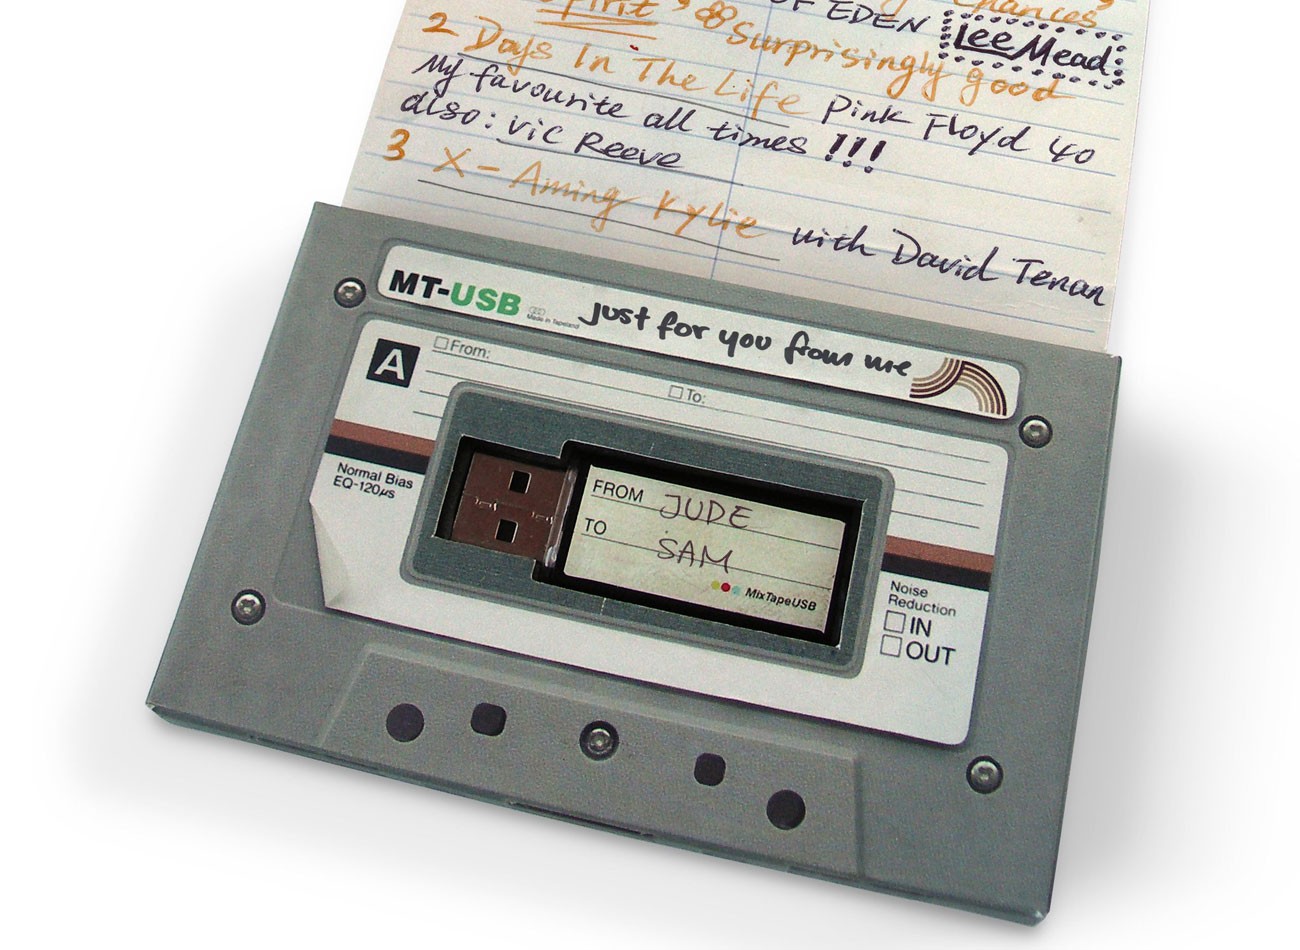 Chances'
Spirit' & Surprisingly good
OF EDEN Lee Mead
2 Days In The Life Pink Floyd 40
My favourite all times !!!
also: Vic Reeve
3 X-Aming Kylie with David Tenan
MT-USB Made in Tapeland just for you from me
A From:
To:
Normal Bias
EQ-120µs
FROM JUDE
TO SAM
MixTapeUSB
Noise
Reduction
IN
OUT